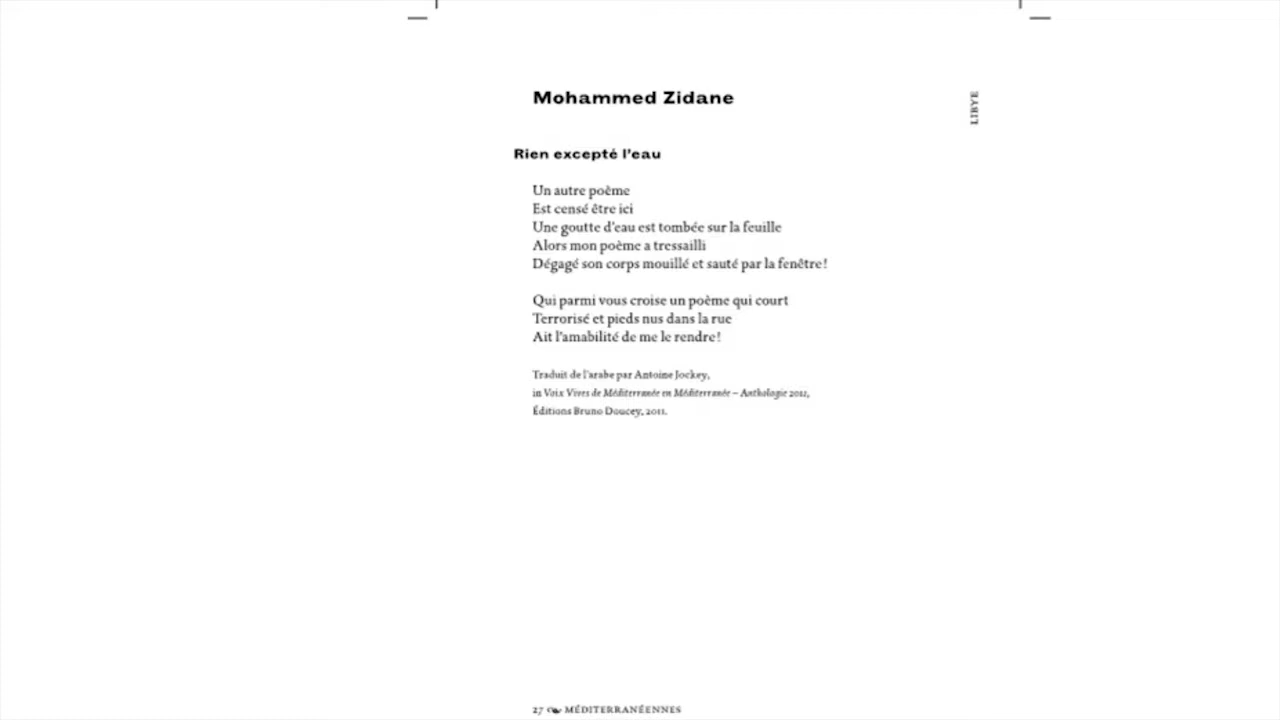 Mohammed Zidane
LIBYE
Rien excepté l'eau
Un autre poème
Est censé être ici
Une goutte d'eau est tombée sur la feuille
Alors mon poème a tressailli
Dégagé son corps mouillé et sauté par la fenêtre !
Qui parmi vous croise un poème qui court
Terrorisé et pieds nus dans la rue
Ait l'amabilité de me le rendre !
Traduit de l'arabe par Antoine Jockey,
in Voix Vives de Méditerranée en Méditerranée – Anthologie 2011,
Éditions Bruno Doucey, 2011.
27 ❧ MÉDITERRANÉENNES